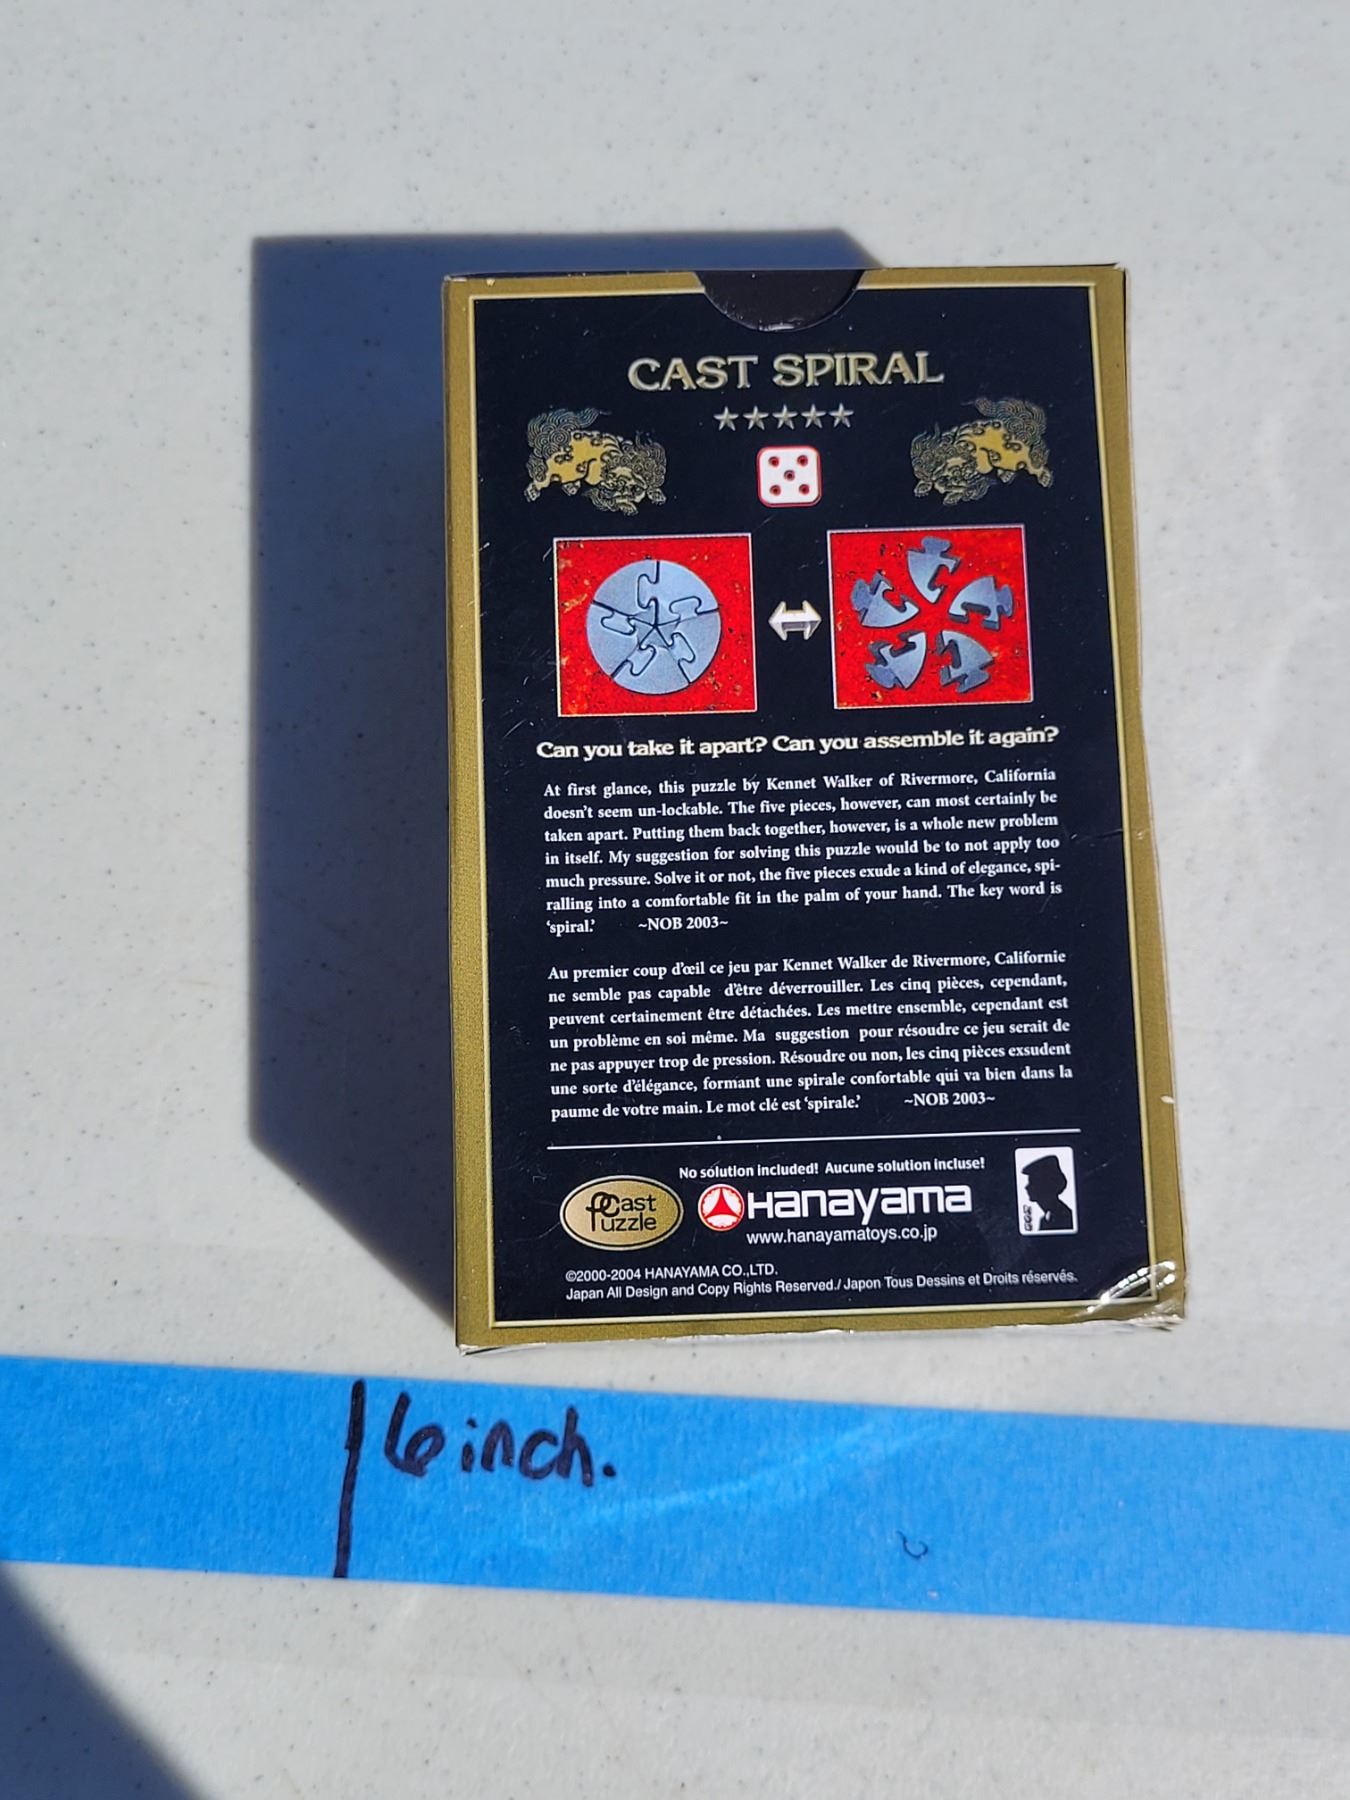 CAST SPIRAL
Can you take it apart? Can you assemble it again?
At first glance, this puzzle by Kennet Walker of Rivermore, California
doesn't seem un-lockable. The five pieces, however, can most certainly be
taken apart. Putting them back together, however, is a whole new problem
in itself. My suggestion for solving this puzzle would be to not apply too
much pressure. Solve it or not, the five pieces exude a kind of elegance, spi-
ralling into a comfortable fit in the palm of your hand. The key word is
'spiral.' ~NOB 2003~
Au premier coup d'œil ce jeu par Kennet Walker de Rivermore, Californie
ne semble pas capable d'être déverrouiller. Les cinq pièces, cependant,
peuvent certainement être détachées. Les mettre ensemble, cependant est
un problème en soi même. Ma suggestion pour résoudre ce jeu serait de
ne pas appuyer trop de pression. Résoudre ou non, les cinq pièces exsudent
une sorte d'élégance, formant une spirale confortable qui va bien dans la
paume de votre main. Le mot clé est 'spirale.' ~NOB 2003~
No solution included! Aucune solution incluse!
Cast
Puzzle
Hanayama
www.hanayamatoys.co.jp
©2000-2004 HANAYAMA CO.,LTD.
Japan All Design and Copy Rights Reserved./ Japon Tous Dessins et Droits réservés.
6 inch.